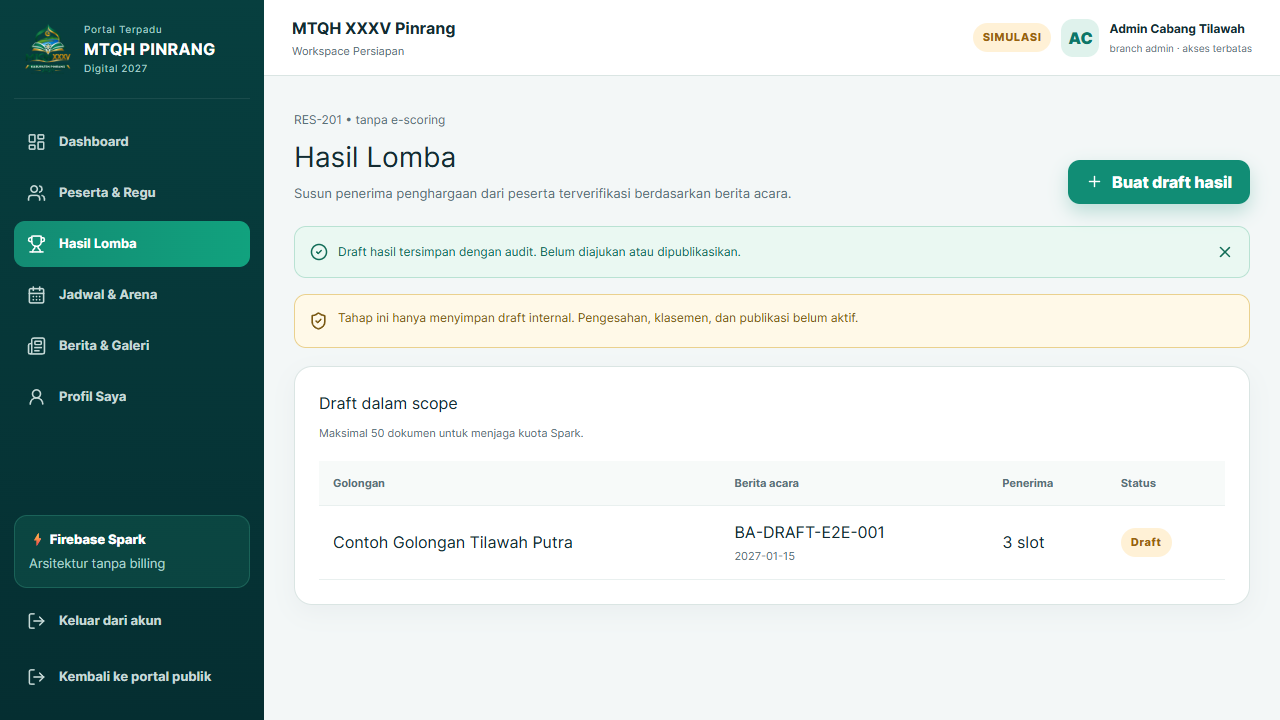 Portal Terpadu
MTQH PINRANG
Digital 2027
Dashboard
Peserta & Regu
Hasil Lomba
Jadwal & Arena
Berita & Galeri
Profil Saya
Firebase Spark
Arsitektur tanpa billing
Keluar dari akun
Kembali ke portal publik
MTQH XXXV Pinrang
Workspace Persiapan
SIMULASI
AC
Admin Cabang Tilawah
branch admin · akses terbatas
RES-201 • tanpa e-scoring
Hasil Lomba
Susun penerima penghargaan dari peserta terverifikasi berdasarkan berita acara.
+ Buat draft hasil
Draft hasil tersimpan dengan audit. Belum diajukan atau dipublikasikan.
Tahap ini hanya menyimpan draft internal. Pengesahan, klasemen, dan publikasi belum aktif.
Draft dalam scope
Maksimal 50 dokumen untuk menjaga kuota Spark.
Golongan Berita acara Penerima Status
Contoh Golongan Tilawah Putra BA-DRAFT-E2E-001 3 slot Draft
2027-01-15